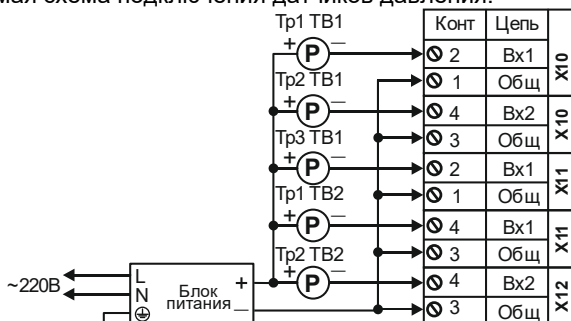 мая схема подключения датчиков давления.
Тр1 ТВ1
Конт Цепь
+ P —
2 Вх1
X10
Тр2 ТВ1
1 Общ
+ P —
4 Вх2
X10
Тр3 ТВ1
3 Общ
+ P —
2 Вх1
X11
Тр1 ТВ2
1 Общ
+ P —
4 Вх1
X11
Тр2 ТВ2
3 Общ
+ P —
4 Вх2
X12
3 Общ
~220В
L
N
Блок
питания
+
—